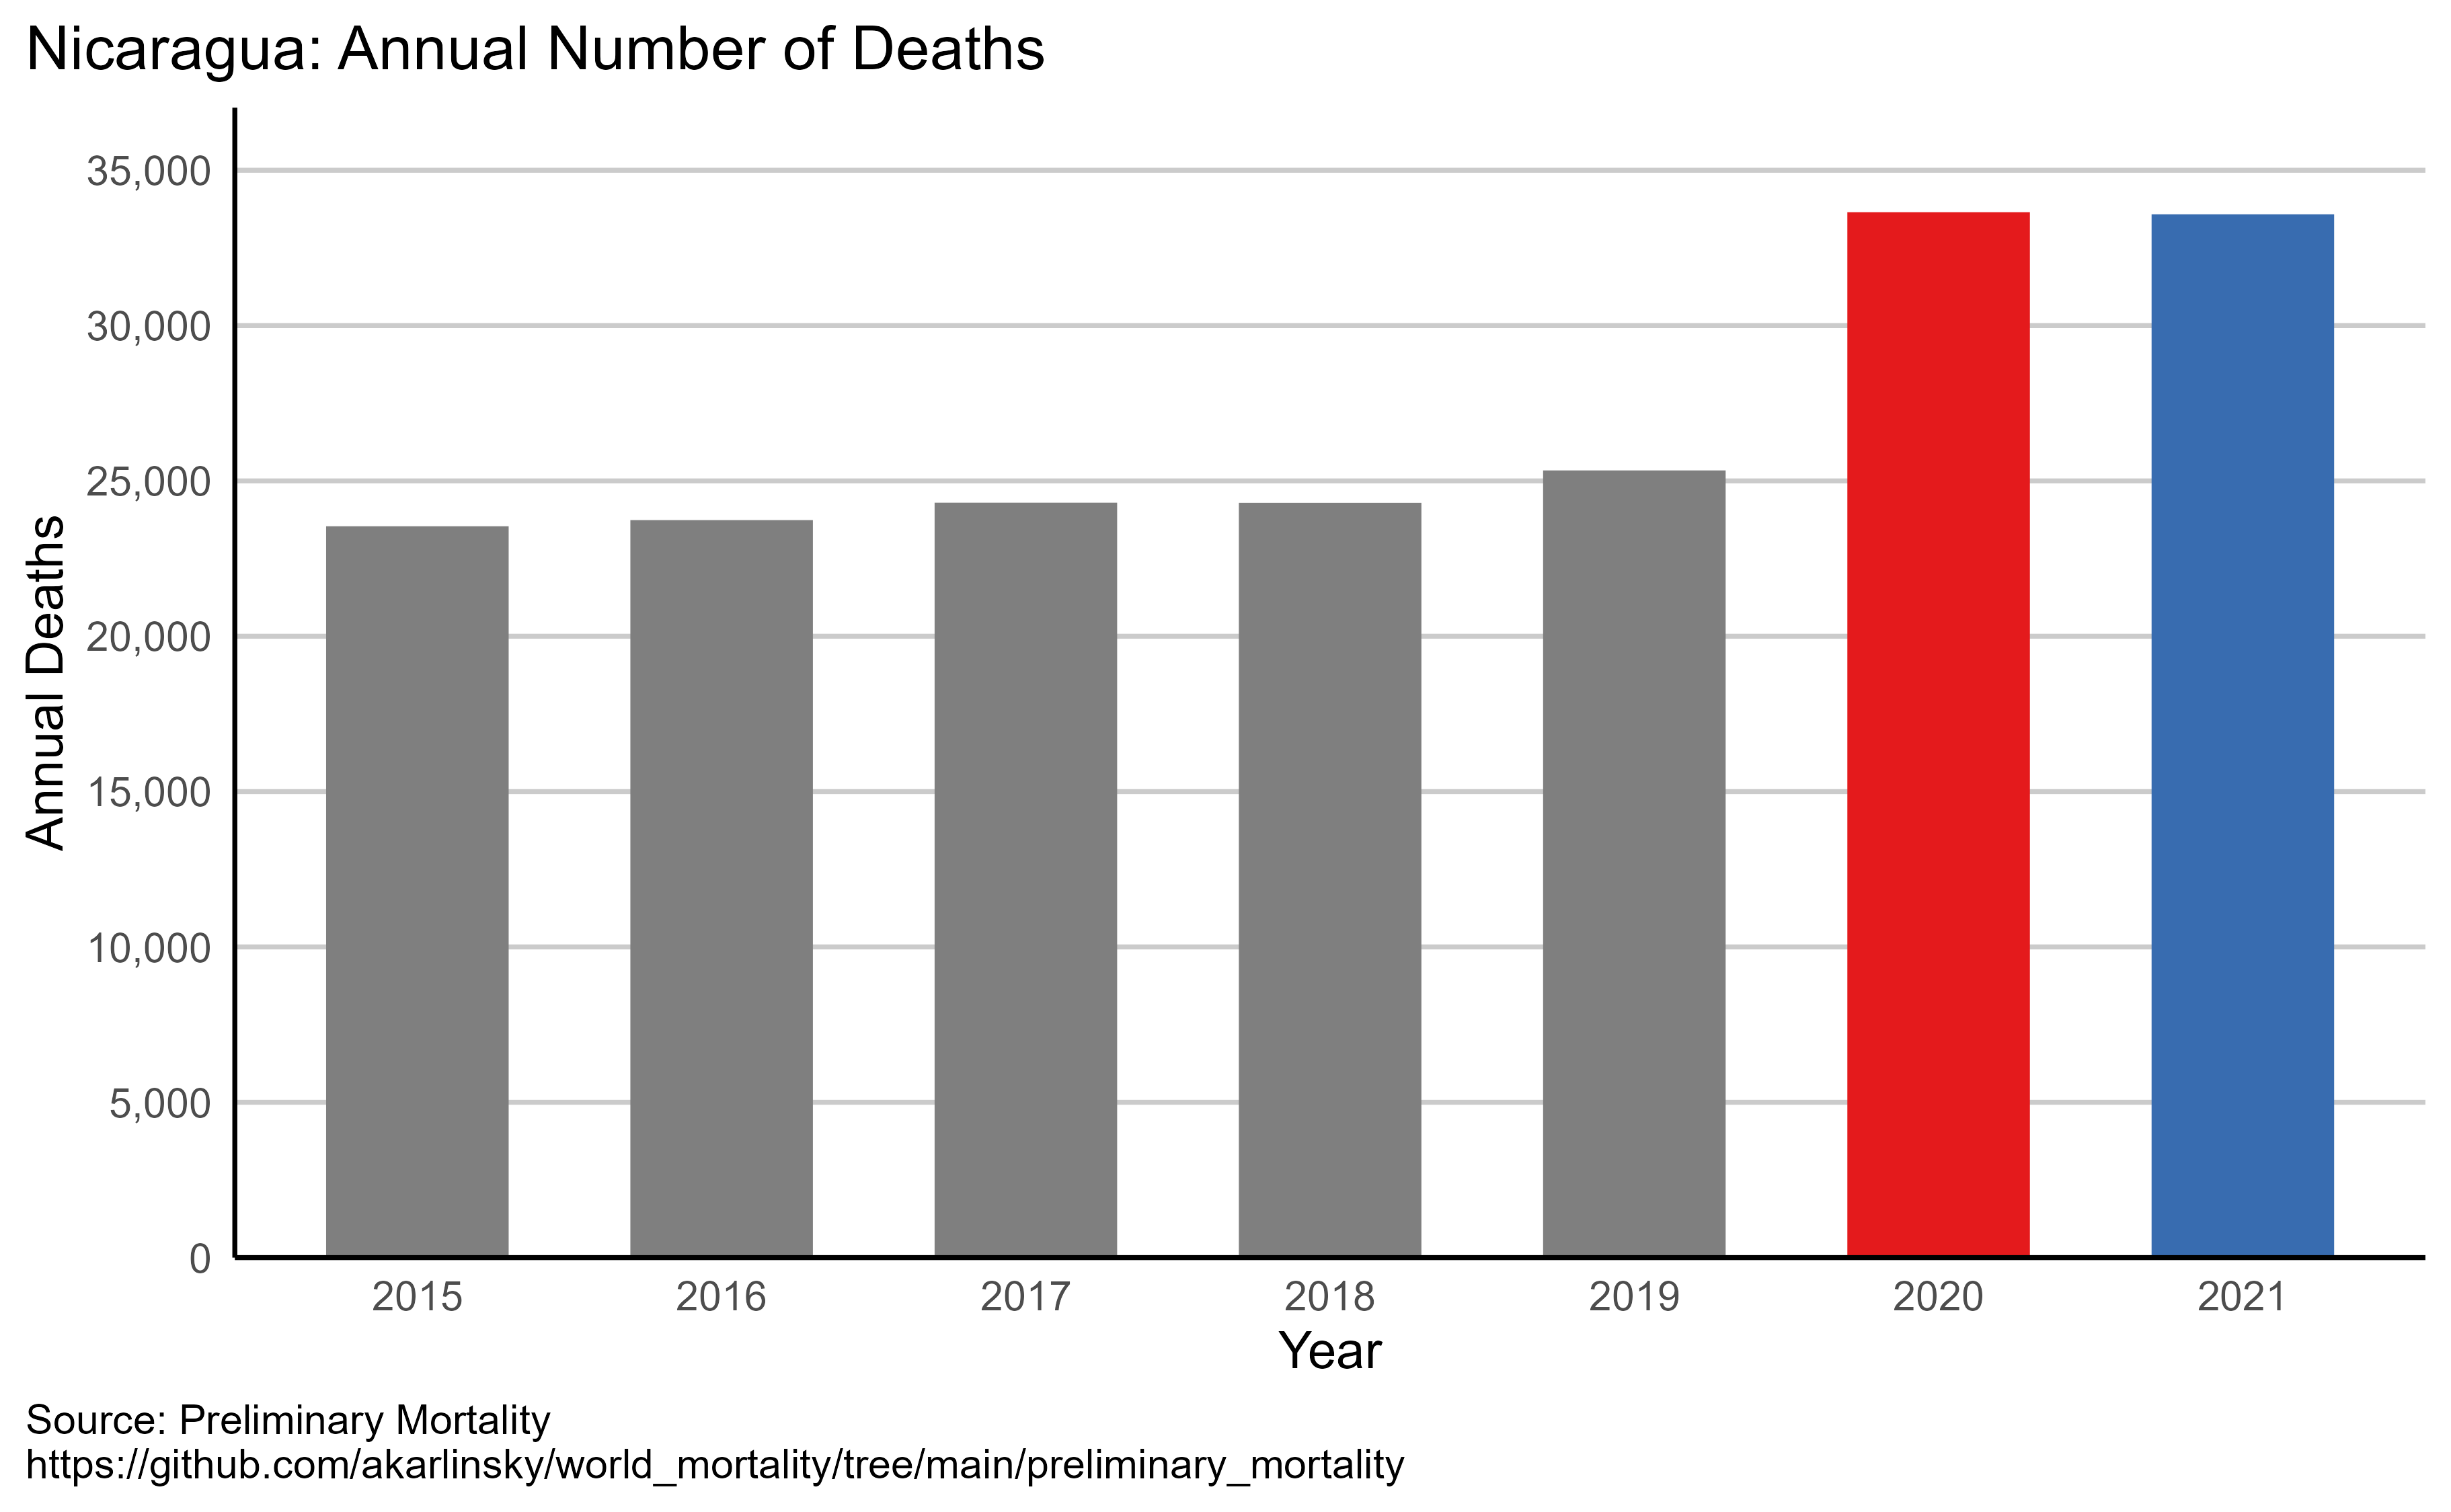 Nicaragua: Annual Number of Deaths
35,000
30,000
25,000
20,000
15,000
10,000
5,000
0
Annual Deaths
2015 2016 2017 2018 2019 2020 2021
Year
Source: Preliminary Mortality
https://github.com/akarlinsky/world_mortality/tree/main/preliminary_mortality